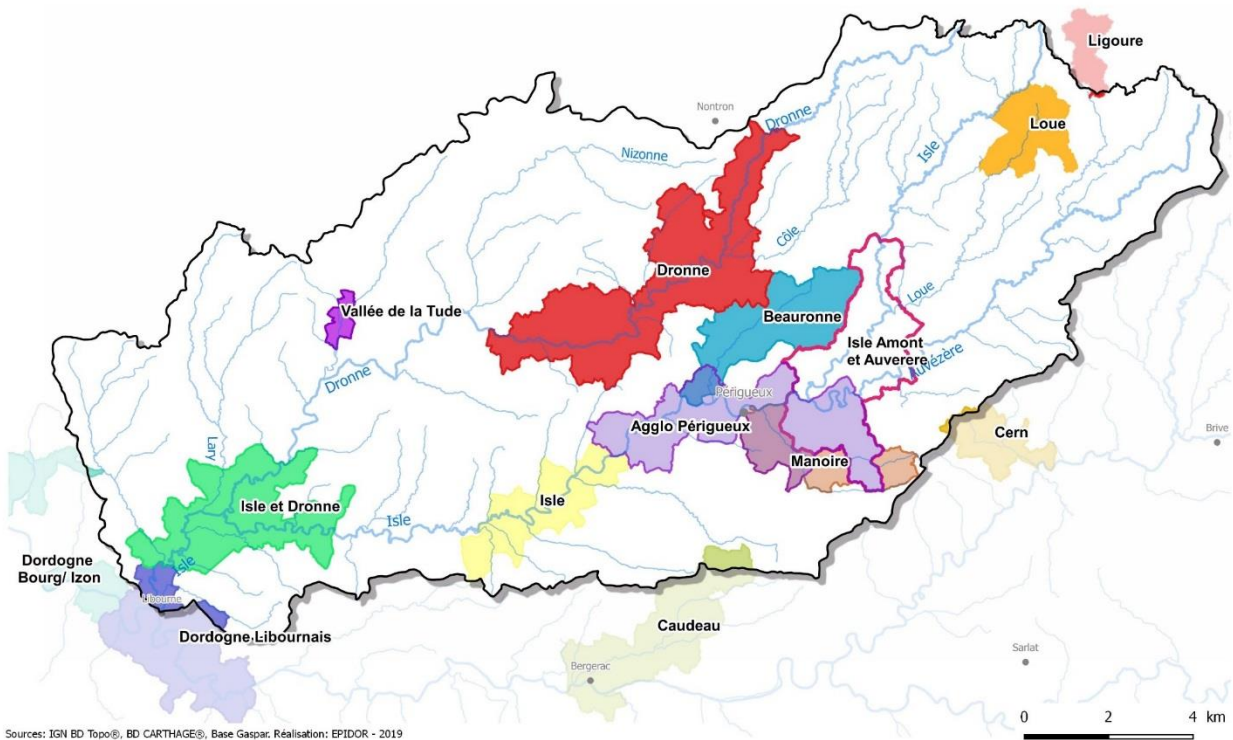 Ligoure
Nontron
Dronne
Loue
Isle
Nizonne
Côle
Dronne
Loue
Vallée de la Tude
Beauronne
Isle Amont
et Auverere
Auvézère
Dronne
Périgueux
Lary
Agglo Périgueux
Cern
Brive
Manoire
Isle
Isle et Dronne
Isle
Dordogne
Bourg/ Izon
Isle
Libourne
Dordogne Libournais
Caudeau
Sarlat
Bergerac
0 2 4 km
Sources: IGN BD Topo®, BD CARTHAGE®, Base Gaspar. Réalisation: EPIDOR - 2019